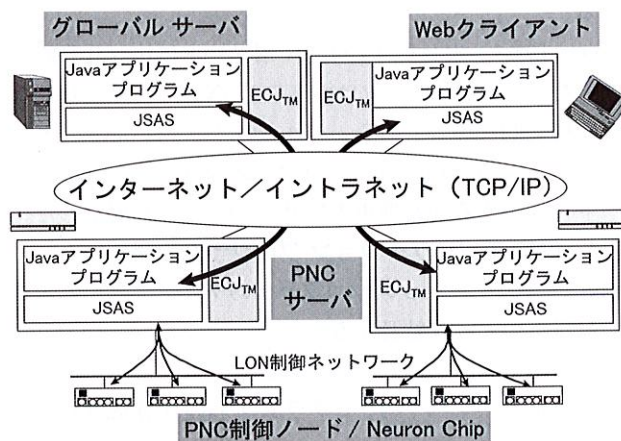 グローバル サーバ
Webクライアント
Javaアプリケーション
プログラム
JSAS
ECJTM
ECJTM
Javaアプリケーション
プログラム
JSAS
インターネット／イントラネット（TCP/IP）
Javaアプリケーション
プログラム
JSAS
ECJTM
PNC
サーバ
ECJTM
Javaアプリケーション
プログラム
JSAS
LON制御ネットワーク
PNC制御ノード / Neuron Chip